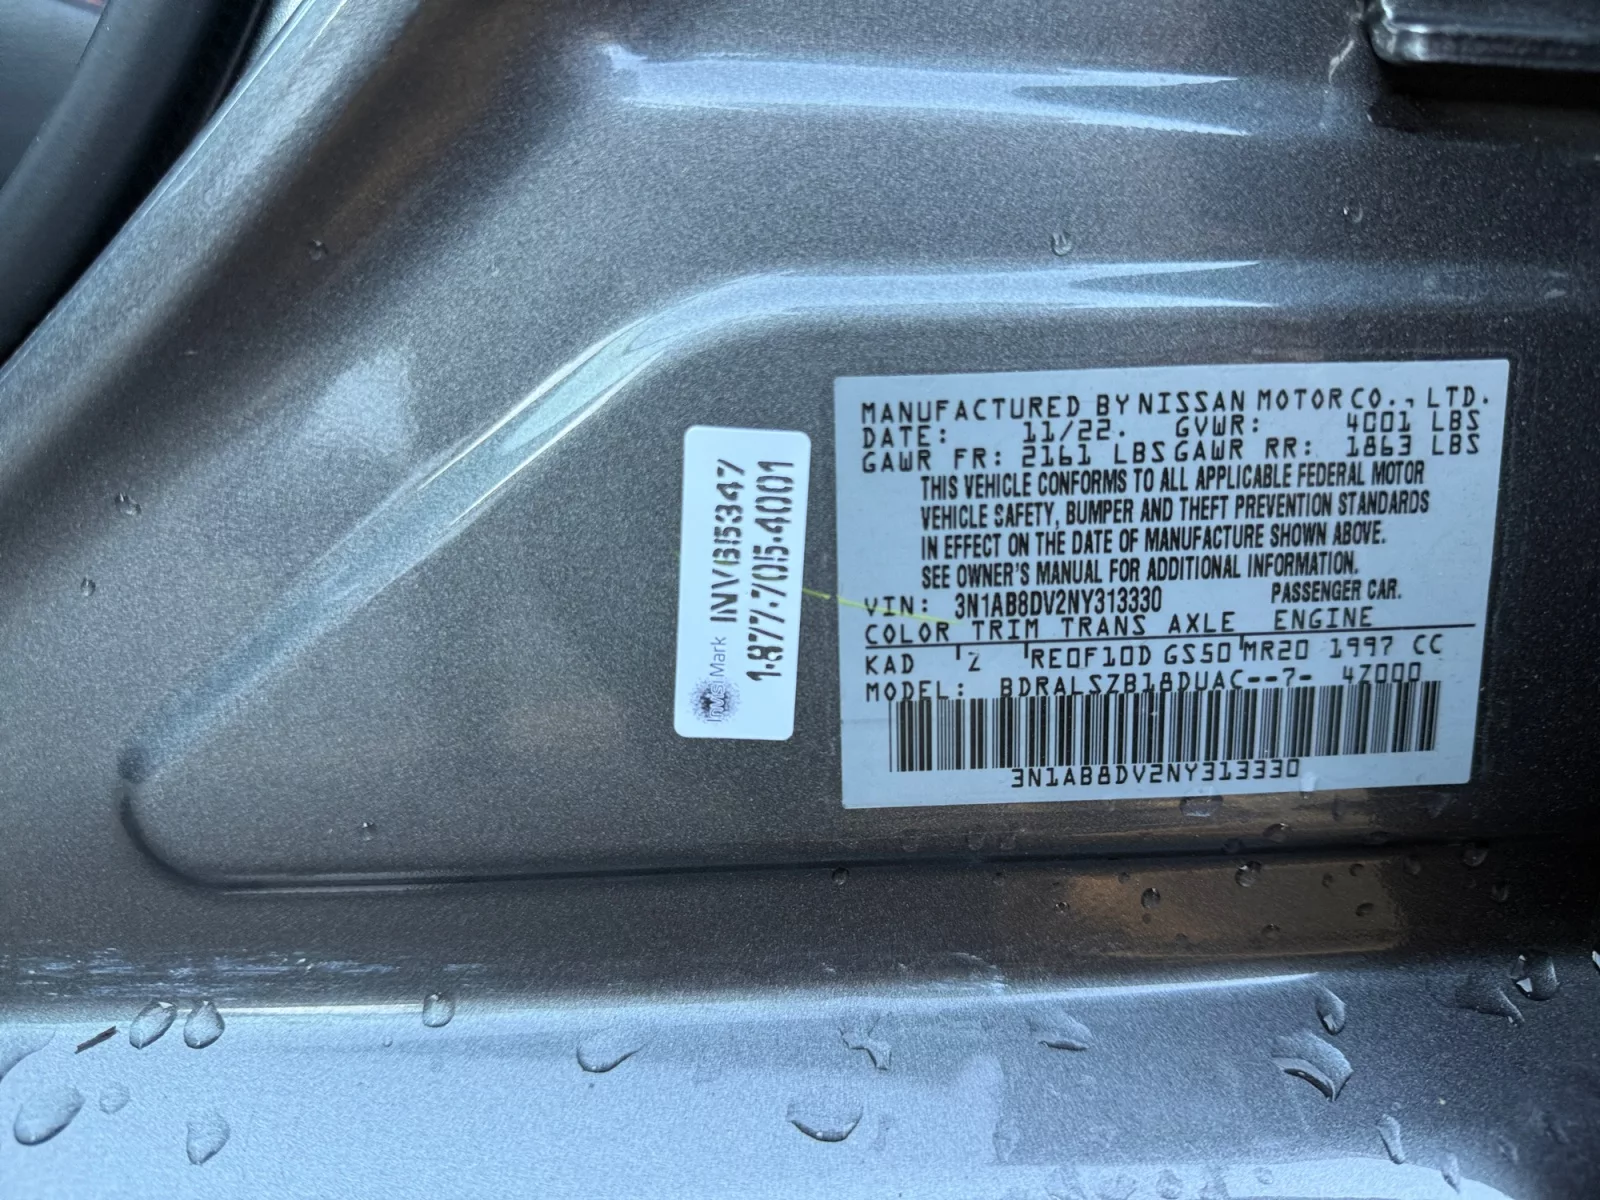 MANUFACTURED BY NISSAN MOTOR CO., LTD.
DATE: 11/22. GVWR: 4001 LBS
GAWR FR: 2161 LBS GAWR RR: 1863 LBS
THIS VEHICLE CONFORMS TO ALL APPLICABLE FEDERAL MOTOR
VEHICLE SAFETY, BUMPER AND THEFT PREVENTION STANDARDS
IN EFFECT ON THE DATE OF MANUFACTURE SHOWN ABOVE.
SEE OWNER'S MANUAL FOR ADDITIONAL INFORMATION.
VIN: 3N1AB8DV2NY313330 PASSENGER CAR.
COLOR TRIM TRANS AXLE ENGINE
KAD Z RE0F10D GS50 MR20 1997 CC
MODEL: BDRALSZB18DUAC--7- 4Z000
3N1AB8DV2NY313330
InvisiMark INVB15347
1.877.705.4001